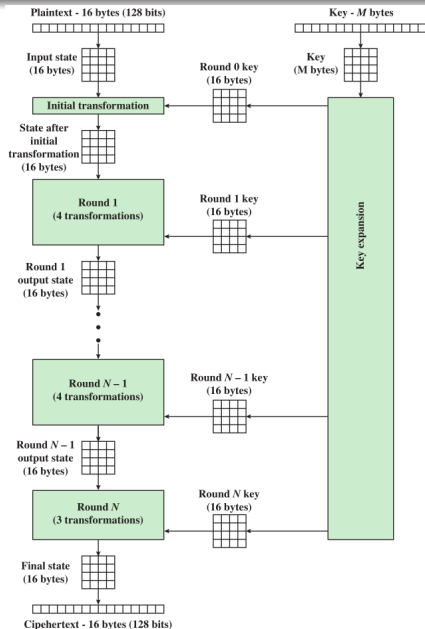 Plaintext - 16 bytes (128 bits)
Key - M bytes
Input state
(16 bytes)
Round 0 key
(16 bytes)
Key
(M bytes)
Initial transformation
State after
initial
transformation
(16 bytes)
Round 1
(4 transformations)
Round 1 key
(16 bytes)
Key expansion
Round 1
output state
(16 bytes)
Round N – 1
(4 transformations)
Round N – 1 key
(16 bytes)
Round N – 1
output state
(16 bytes)
Round N
(3 transformations)
Round N key
(16 bytes)
Final state
(16 bytes)
Cipehertext - 16 bytes (128 bits)